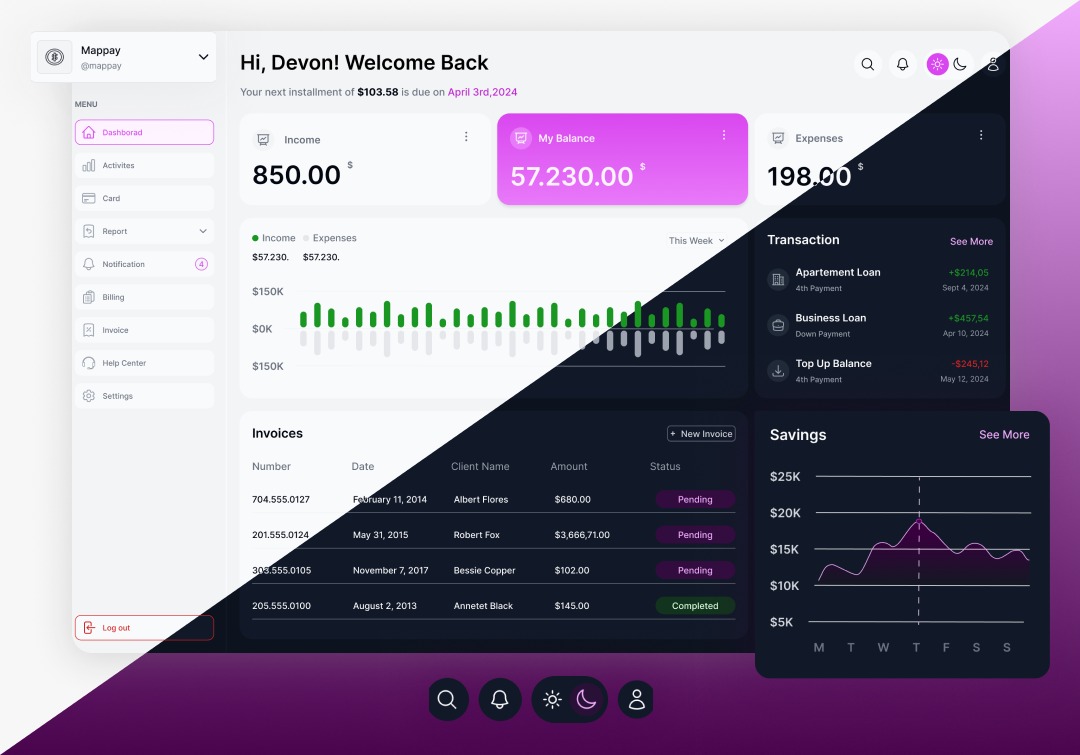 Mappay
@mappay
Hi, Devon! Welcome Back
Your next installment of $103.58 is due on April 3rd,2024
MENU
Dashborad
Activites
Card
Report
Notification 4
Billing
Invoice
Help Center
Settings
Log out
Income
850.00 $
My Balance
57.230.00 $
Expenses
198.00 $
Income Expenses
This Week
$57.230. $57.230.
$150K
$0K
$150K
Transaction See More
Apartement Loan +$214,05
4th Payment Sept 4, 2024
Business Loan +$457,54
Down Payment Apr 10, 2024
Top Up Balance -$245,12
4th Payment May 12, 2024
Invoices + New Invoice
Number Date Client Name Amount Status
704.555.0127 February 11, 2014 Albert Flores $680.00 Pending
201.555.0124 May 31, 2015 Robert Fox $3,666,71.00 Pending
303.555.0105 November 7, 2017 Bessie Copper $102.00 Pending
205.555.0100 August 2, 2013 Annetet Black $145.00 Completed
Savings See More
$25K
$20K
$15K
$10K
$5K
M T W T F S S